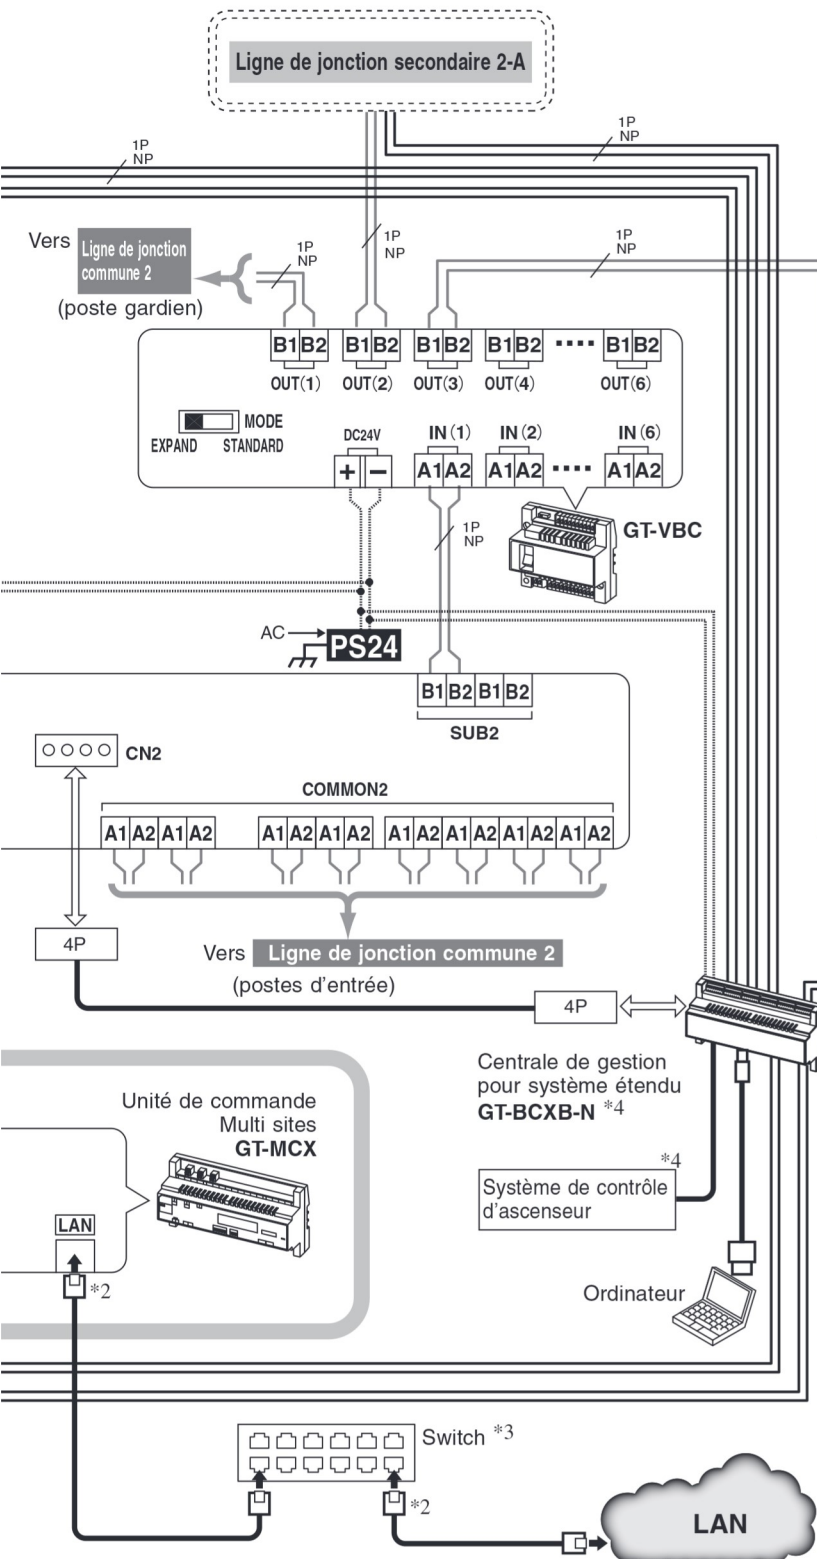 Ligne de jonction secondaire 2-A
1P
NP
1P
NP
Vers
Ligne de jonction
commune 2
(poste gardien)
1P
NP
1P
NP
1P
NP
B1 B2 B1 B2 B1 B2 B1 B2 B1 B2
OUT(1) OUT(2) OUT(3) OUT(4) OUT(6)
MODE
EXPAND STANDARD
DC24V
IN(1) IN(2) IN(6)
+ − A1 A2 A1 A2 A1 A2
1P
NP
GT-VBC
AC
PS24
B1 B2 B1 B2
SUB2
CN2
COMMON2
A1 A2 A1 A2 A1 A2 A1 A2 A1 A2 A1 A2 A1 A2 A1 A2
4P
Vers Ligne de jonction commune 2
(postes d'entrée)
4P
Centrale de gestion
pour système étendu
GT-BCXB-N *4
Unité de commande
Multi sites
GT-MCX
*4
Système de contrôle
d'ascenseur
LAN
*2
Ordinateur
Switch *3
*2
LAN